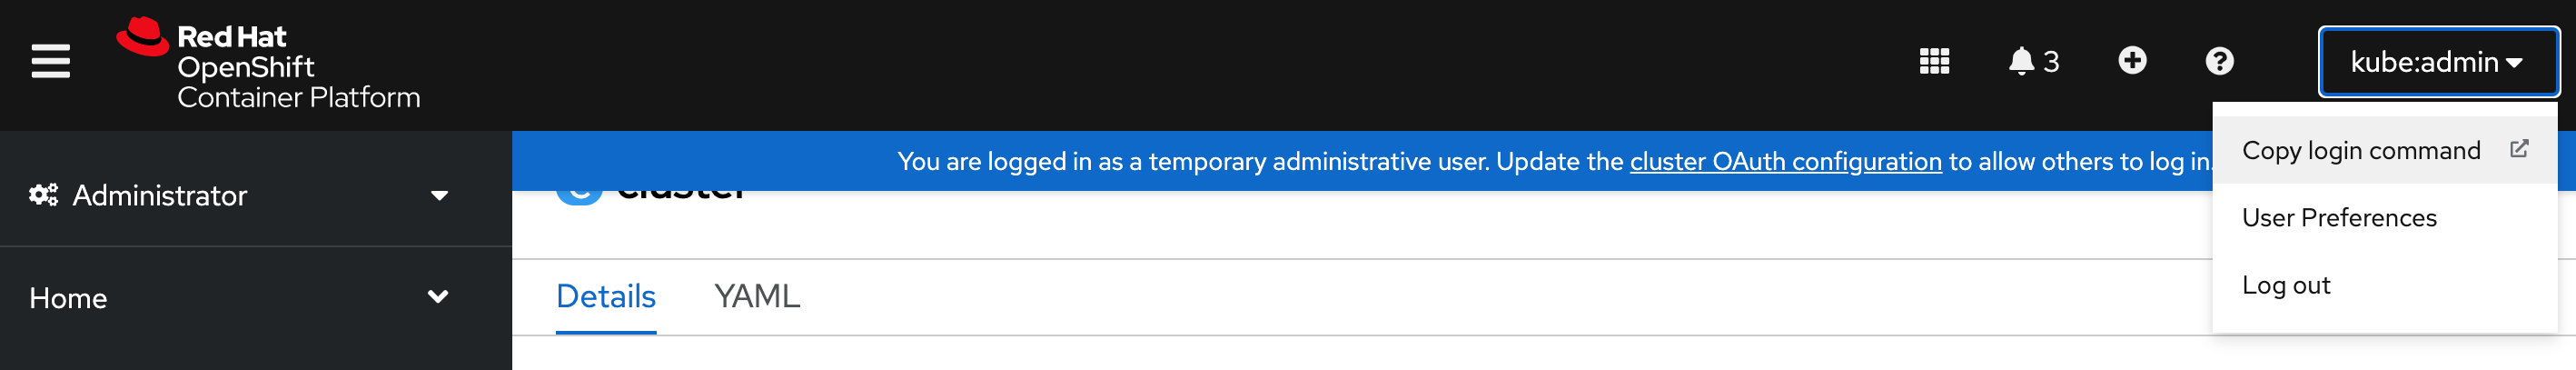 Red Hat
OpenShift
Container Platform
3
kube:admin
Copy login command
User Preferences
Log out
You are logged in as a temporary administrative user. Update the cluster OAuth configuration to allow others to log in.
Administrator
Home
cluster
Details
YAML